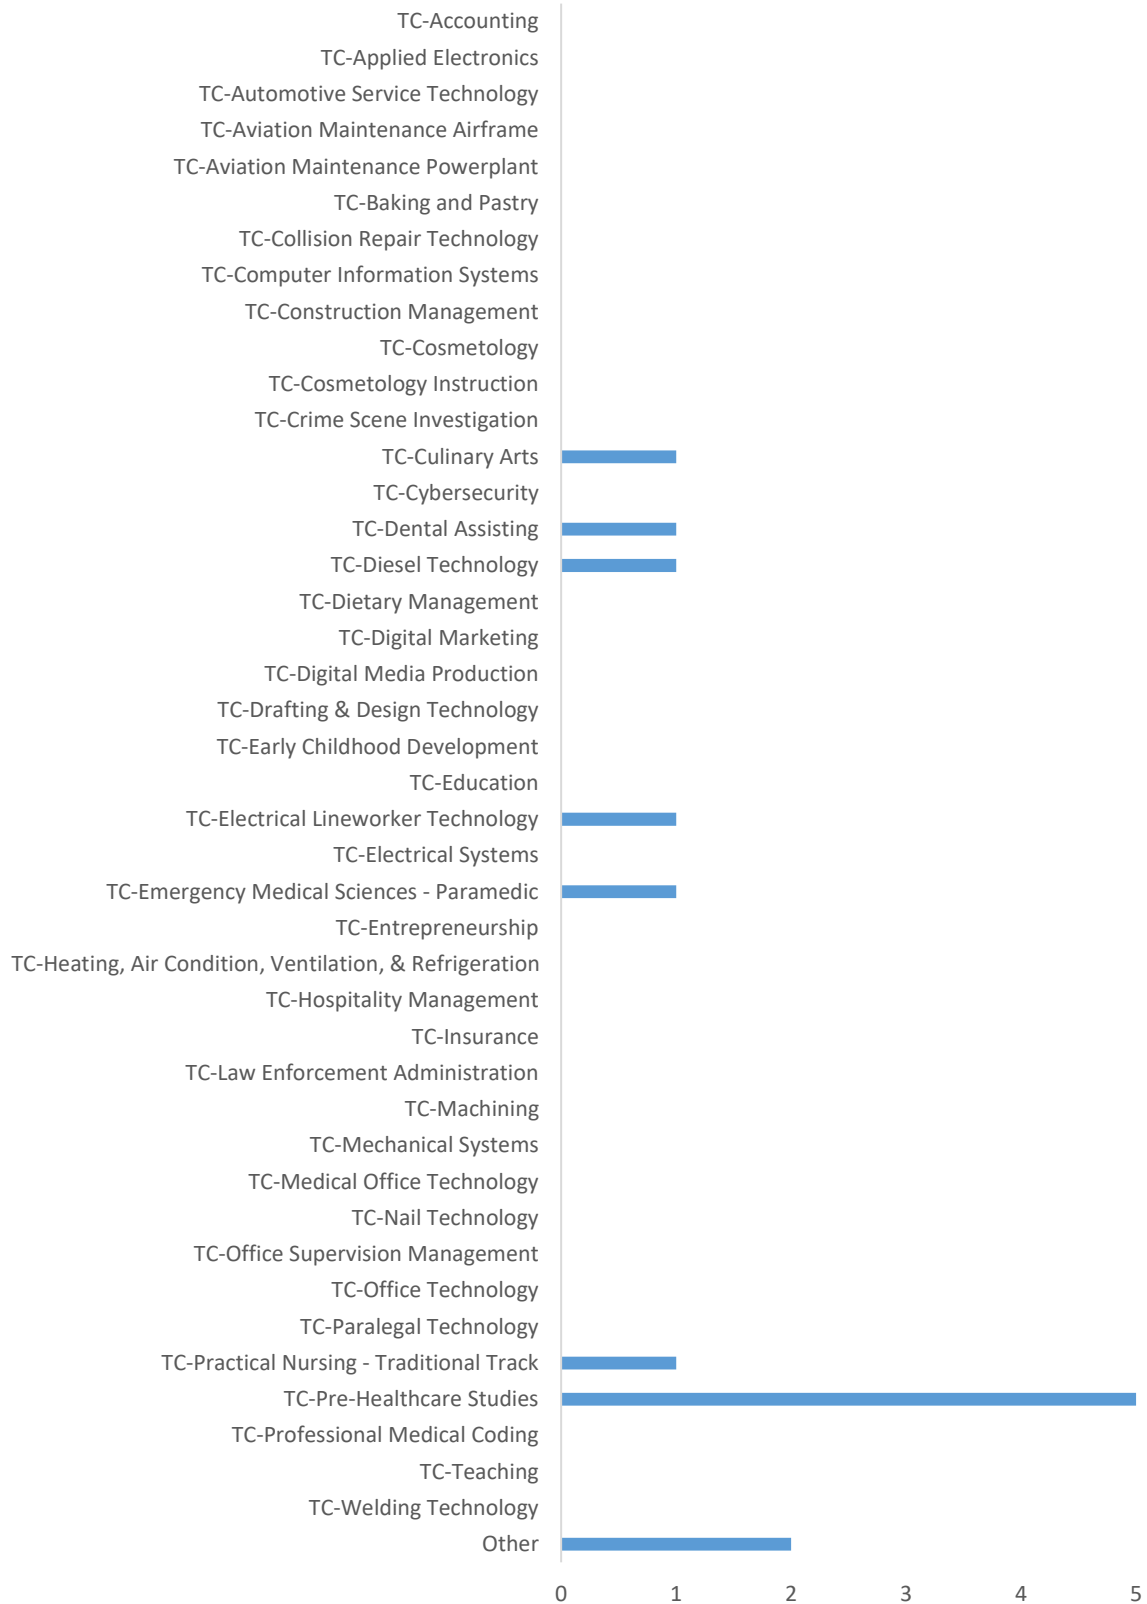 TC-Accounting
TC-Applied Electronics
TC-Automotive Service Technology
TC-Aviation Maintenance Airframe
TC-Aviation Maintenance Powerplant
TC-Baking and Pastry
TC-Collision Repair Technology
TC-Computer Information Systems
TC-Construction Management
TC-Cosmetology
TC-Cosmetology Instruction
TC-Crime Scene Investigation
TC-Culinary Arts
TC-Cybersecurity
TC-Dental Assisting
TC-Diesel Technology
TC-Dietary Management
TC-Digital Marketing
TC-Digital Media Production
TC-Drafting & Design Technology
TC-Early Childhood Development
TC-Education
TC-Electrical Lineworker Technology
TC-Electrical Systems
TC-Emergency Medical Sciences - Paramedic
TC-Entrepreneurship
TC-Heating, Air Condition, Ventilation, & Refrigeration
TC-Hospitality Management
TC-Insurance
TC-Law Enforcement Administration
TC-Machining
TC-Mechanical Systems
TC-Medical Office Technology
TC-Nail Technology
TC-Office Supervision Management
TC-Office Technology
TC-Paralegal Technology
TC-Practical Nursing - Traditional Track
TC-Pre-Healthcare Studies
TC-Professional Medical Coding
TC-Teaching
TC-Welding Technology
Other
0 1 2 3 4 5